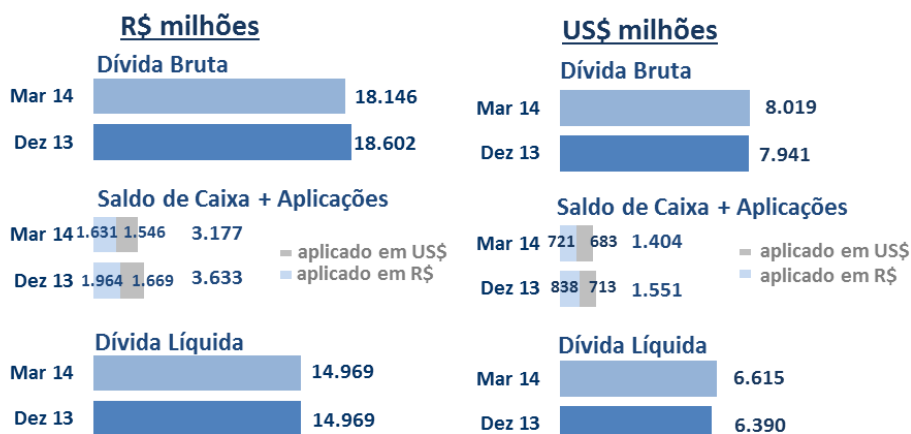 R$ milhões
Dívida Bruta
Mar 14 18.146
Dez 13 18.602
Saldo de Caixa + Aplicações
Mar 14 1.631 1.546 3.177
aplicado em US$
Dez 13 1.964 1.669 3.633
aplicado em R$
Dívida Líquida
Mar 14 14.969
Dez 13 14.969
US$ milhões
Dívida Bruta
Mar 14 8.019
Dez 13 7.941
Saldo de Caixa + Aplicações
Mar 14 721 683 1.404
aplicado em US$
Dez 13 838 713 1.551
aplicado em R$
Dívida Líquida
Mar 14 6.615
Dez 13 6.390